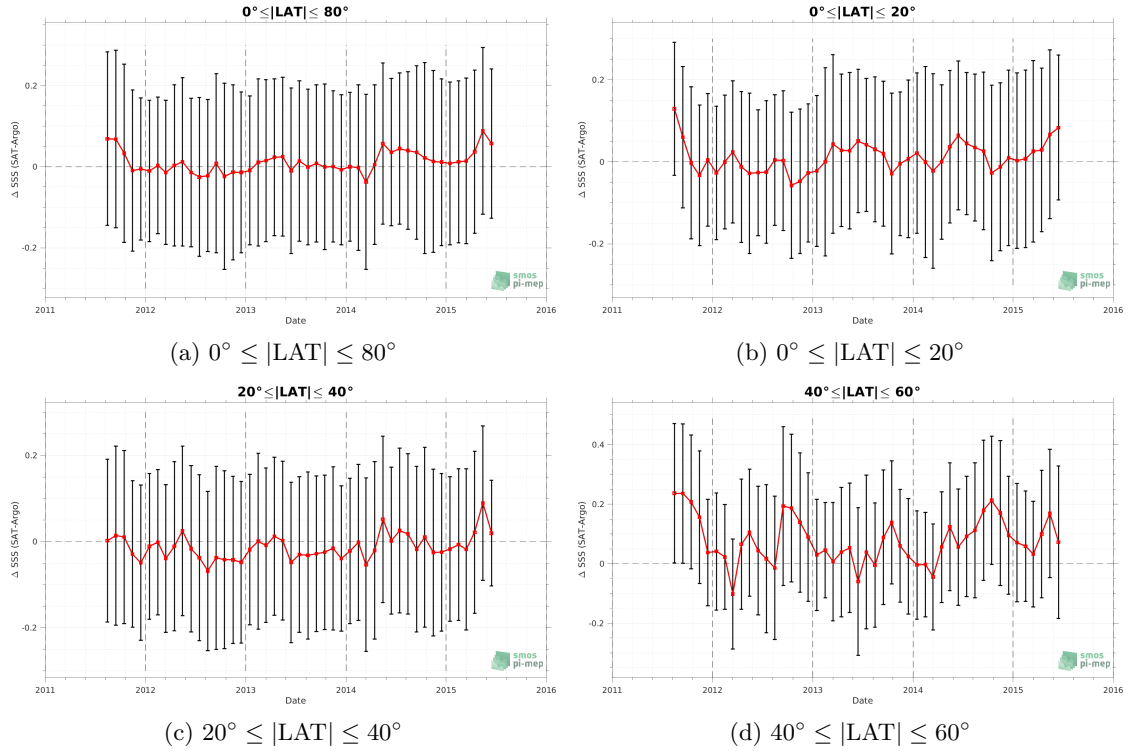 0°≤|LAT|≤ 80°
Δ SSS (SAT-Argo)
0.2
0
-0.2
smos
pi-mep
2011 2012 2013 2014 2015 2016
Date
(a) 0° ≤ |LAT| ≤ 80°
0°≤|LAT|≤ 20°
Δ SSS (SAT-Argo)
0.2
0
-0.2
smos
pi-mep
2011 2012 2013 2014 2015 2016
Date
(b) 0° ≤ |LAT| ≤ 20°
20°≤|LAT|≤ 40°
Δ SSS (SAT-Argo)
0.2
0
-0.2
smos
pi-mep
2011 2012 2013 2014 2015 2016
Date
(c) 20° ≤ |LAT| ≤ 40°
40°≤|LAT|≤ 60°
Δ SSS (SAT-Argo)
0.4
0.2
0
-0.2
smos
pi-mep
2011 2012 2013 2014 2015 2016
Date
(d) 40° ≤ |LAT| ≤ 60°